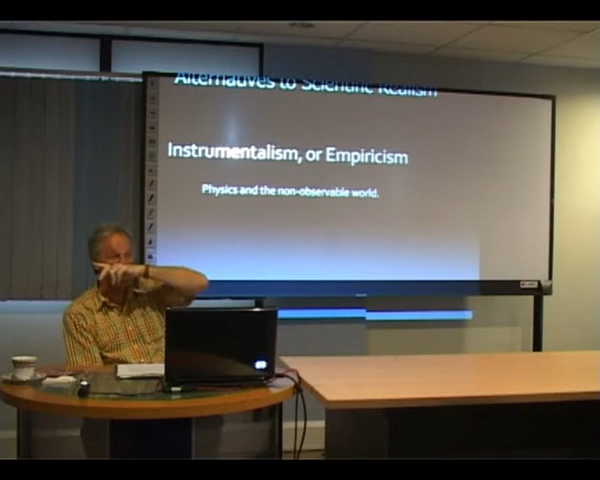 Alternatives to Scientific Realism
Instrumentalism, or Empiricism
Physics and the non-observable world.